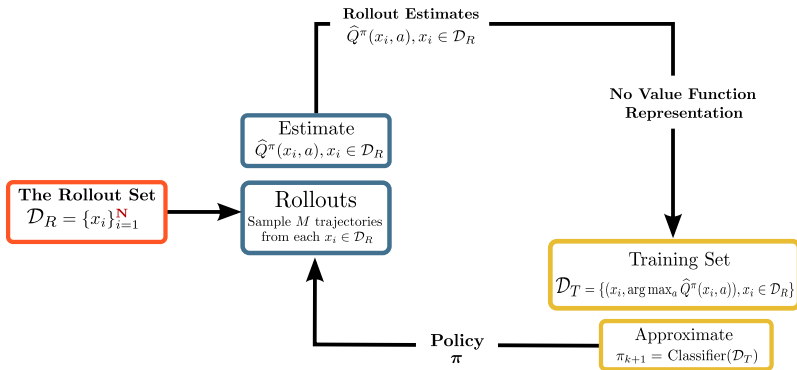 Rollout Estimates
Q̂^π(x_i, a), x_i ∈ 𝒟_R
No Value Function
Representation
Estimate
Q̂^π(x_i, a), x_i ∈ 𝒟_R
The Rollout Set
𝒟_R = {x_i}_{i=1}^N
Rollouts
Sample M trajectories
from each x_i ∈ 𝒟_R
Training Set
𝒟_T = {(x_i, arg max_a Q̂^π(x_i, a)), x_i ∈ 𝒟_R}
Policy
π
Approximate
π_{k+1} = Classifier(𝒟_T)